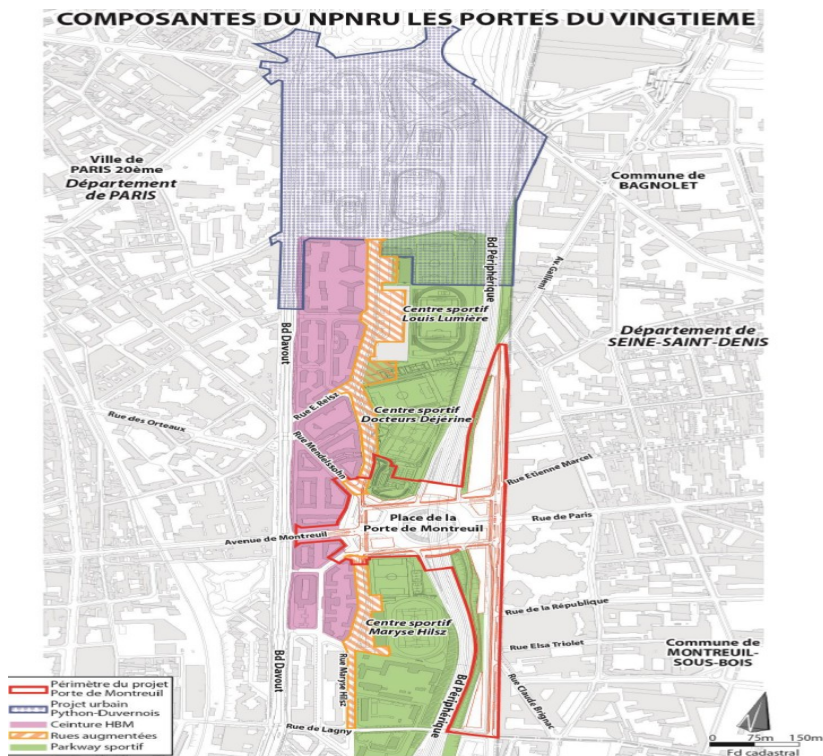 COMPOSANTES DU NPNRU LES PORTES DU VINGTIEME
Ville de
PARIS 20ème
Département
de PARIS
Commune de
BAGNOLET
Bd Périphérique
Av. Gallieni
Centre sportif
Louis Lumière
Département de
SEINE-SAINT-DENIS
Bd Davout
Rue E. Reisz
Centre sportif
Docteurs Déjérine
Rue des Orteaux
Rue Mendelssohn
Rue Etienne Marcel
Place de la
Porte de Montreuil
Rue de Paris
Avenue de Montreuil
Rue de la République
Centre sportif
Maryse Hilsz
Rue Elsa Triolet
Commune de
MONTREUIL-
SOUS-BOIS
Bd Davout
Rue Maryse Hilsz
Bd Périphérique
Rue Claude Brignac
Rue de Lagny
Périmètre du projet
Porte de Montreuil
Projet urbain
Python-Duvernois
Ceinture HBM
Rues augmentées
Parkway sportif
0 75m 150m
Fd cadastral